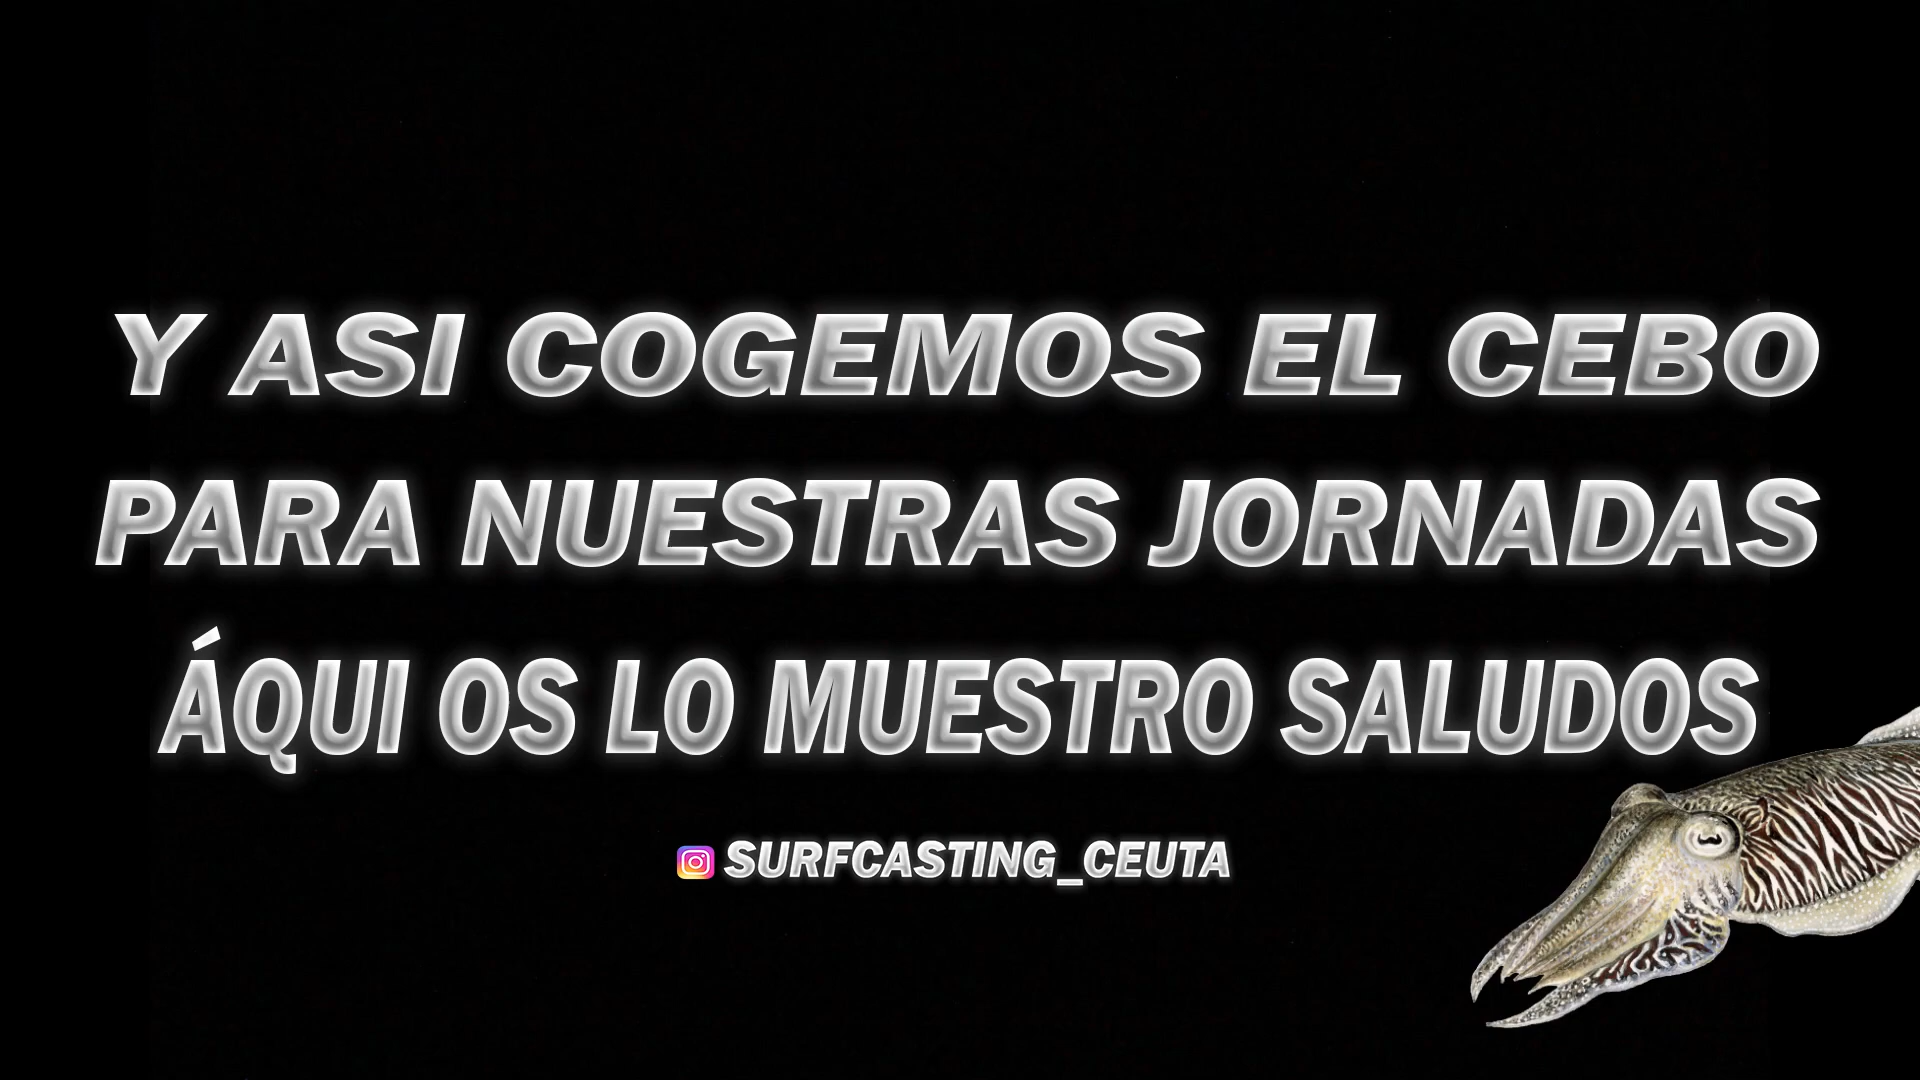 Y ASI COGEMOS EL CEBO
PARA NUESTRAS JORNADAS
ÁQUI OS LO MUESTRO SALUDOS
SURFCASTING_CEUTA